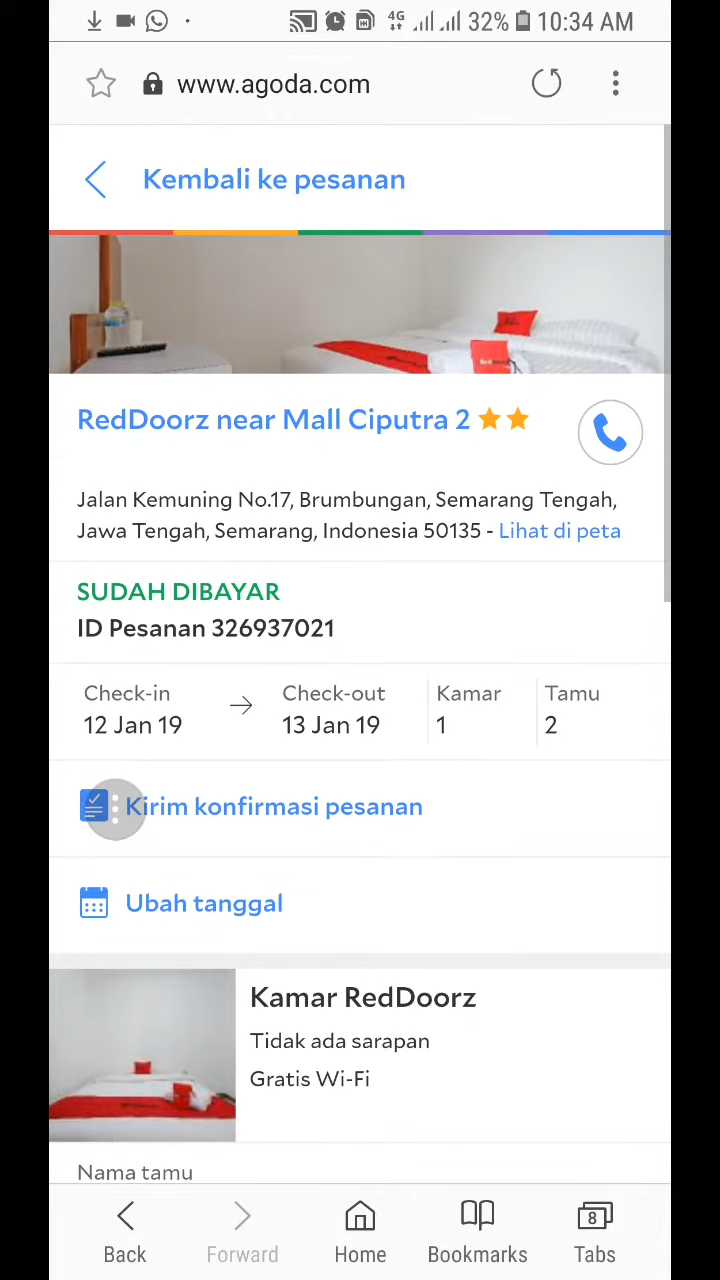 4G 32% 10:34 AM
www.agoda.com
Kembali ke pesanan
RedDoorz near Mall Ciputra 2
Jalan Kemuning No.17, Brumbungan, Semarang Tengah,
Jawa Tengah, Semarang, Indonesia 50135 - Lihat di peta
SUDAH DIBAYAR
ID Pesanan 326937021
Check-in Check-out Kamar Tamu
12 Jan 19 13 Jan 19 1 2
Kirim konfirmasi pesanan
Ubah tanggal
Kamar RedDoorz
Tidak ada sarapan
Gratis Wi-Fi
Nama tamu
8
Back Forward Home Bookmarks Tabs